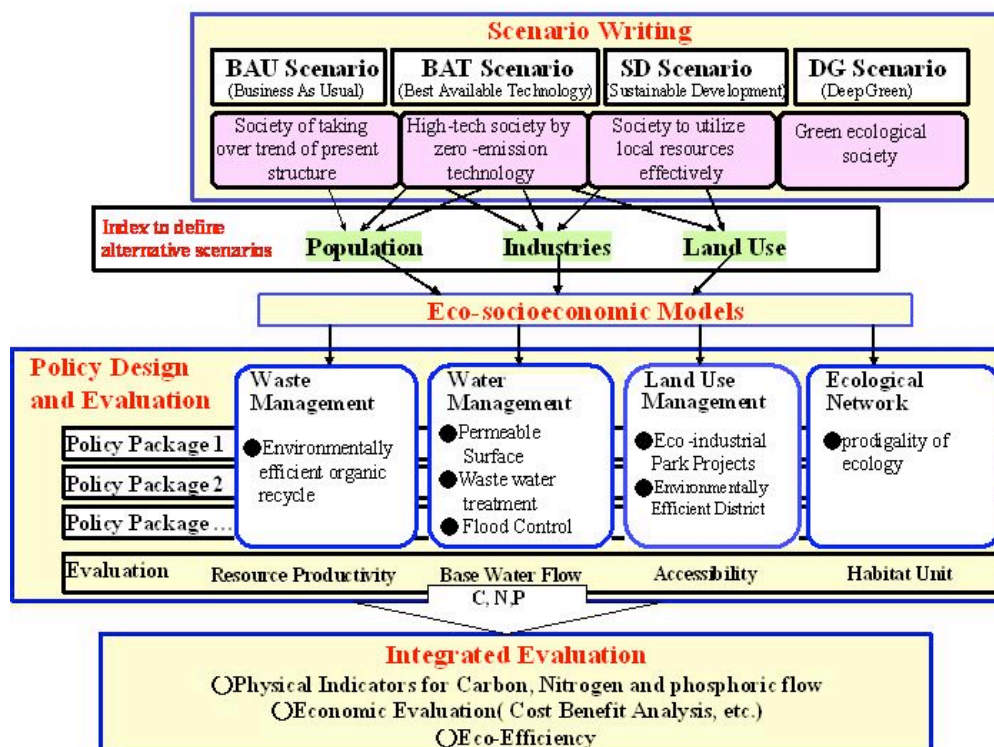 Scenario Writing
BAU Scenario
(Business As Usual)
BAT Scenario
(Best Available Technology)
SD Scenario
(Sustainable Development)
DG Scenario
(DeepGreen)
Society of taking
over trend of present
structure
High-tech society by
zero -emission
technology
Society to utilize
local resources
effectively
Green ecological
society
Index to define
alternative scenarios
Population
Industries
Land Use
Eco-socioeconomic Models
Policy Design
and Evaluation
Waste
Management
●Environmentally
efficient organic
recycle
Water
Management
●Permeable
Surface
●Waste water
treatment
●Flood Control
Land Use
Management
●Eco -industrial
Park Projects
●Environmentally
Efficient District
Ecological
Network
●prodigality of
ecology
Policy Package 1
Policy Package 2
Policy Package …
Evaluation
Resource Productivity
Base Water Flow
Accessibility
Habitat Unit
C, N,P
Integrated Evaluation
○Physical Indicators for Carbon, Nitrogen and phosphoric flow
○Economic Evaluation( Cost Benefit Analysis, etc.)
○Eco-Efficiency